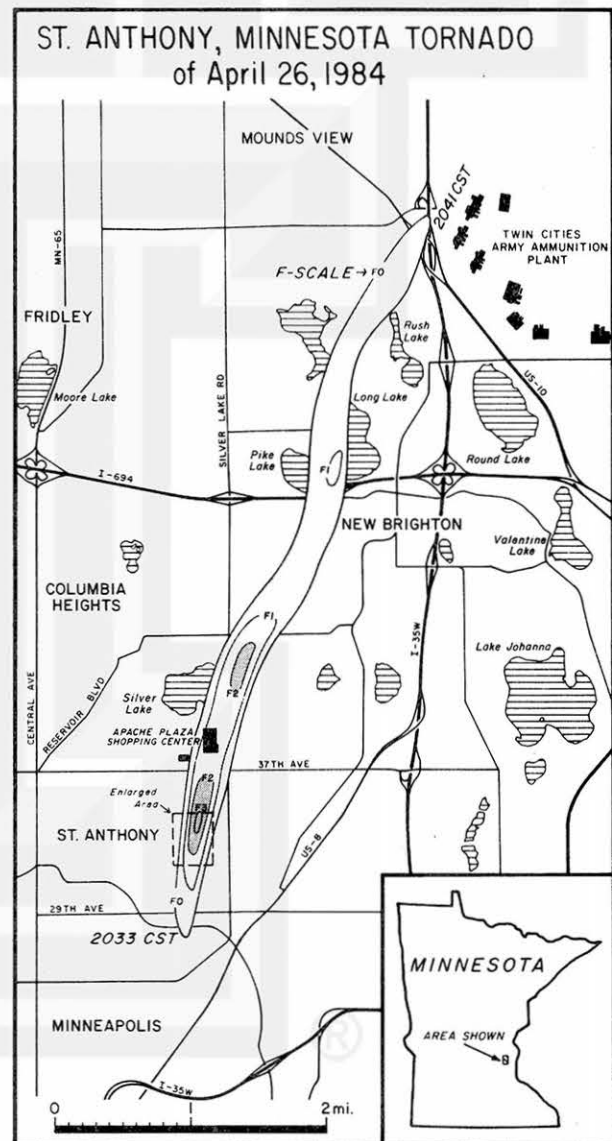 ST. ANTHONY, MINNESOTA TORNADO
of April 26, 1984
MOUNDS VIEW
2041 CST
MN-65
TWIN CITIES
ARMY AMMUNITION
PLANT
F-SCALE → F0
FRIDLEY
Rush
Lake
Moore Lake
SILVER LAKE RD
Long Lake
US-10
Pike
Lake
F1
Round Lake
I-694
NEW BRIGHTON
Valentine
Lake
COLUMBIA
HEIGHTS
F1
I-35W
Lake Johanna
CENTRAL AVE
RESERVOIR BLVD
F2
Silver
Lake
APACHE PLAZA
SHOPPING CENTER
37TH AVE
Enlarged
Area
F2
F3
ST. ANTHONY
US-8
F0
29TH AVE
2033 CST
MINNESOTA
AREA SHOWN
MINNEAPOLIS
®
I-35W
0 2mi.